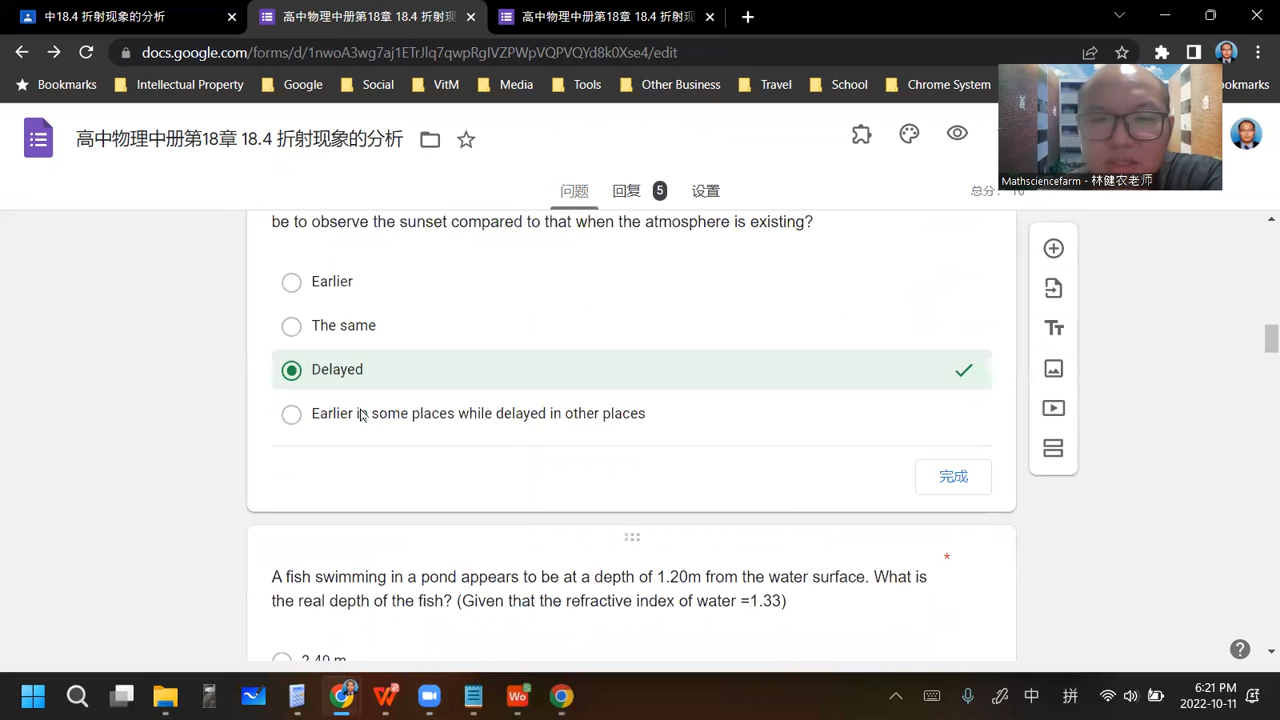 中18.4 折射现象的分析
高中物理中册第18章 18.4 折射现
高中物理中册第18章 18.4 折射现
docs.google.com/forms/d/1nwoA3wg7aj1ETrJlq7qwpRgIVZPWpVQPVQYd8k0Xse4/edit
Bookmarks
Intellectual Property
Google
Social
VitM
Media
Tools
Other Business
Travel
School
Chrome System
okmarks
高中物理中册第18章 18.4 折射现象的分析
Mathsciencefarm - 林健农老师
问题
回复 5
设置
总分:
be to observe the sunset compared to that when the atmosphere is existing?
Earlier
The same
Delayed
Earlier in some places while delayed in other places
完成
A fish swimming in a pond appears to be at a depth of 1.20m from the water surface. What is *
the real depth of the fish? (Given that the refractive index of water =1.33)
2.40 m
中
拼
6:21 PM
2022-10-11